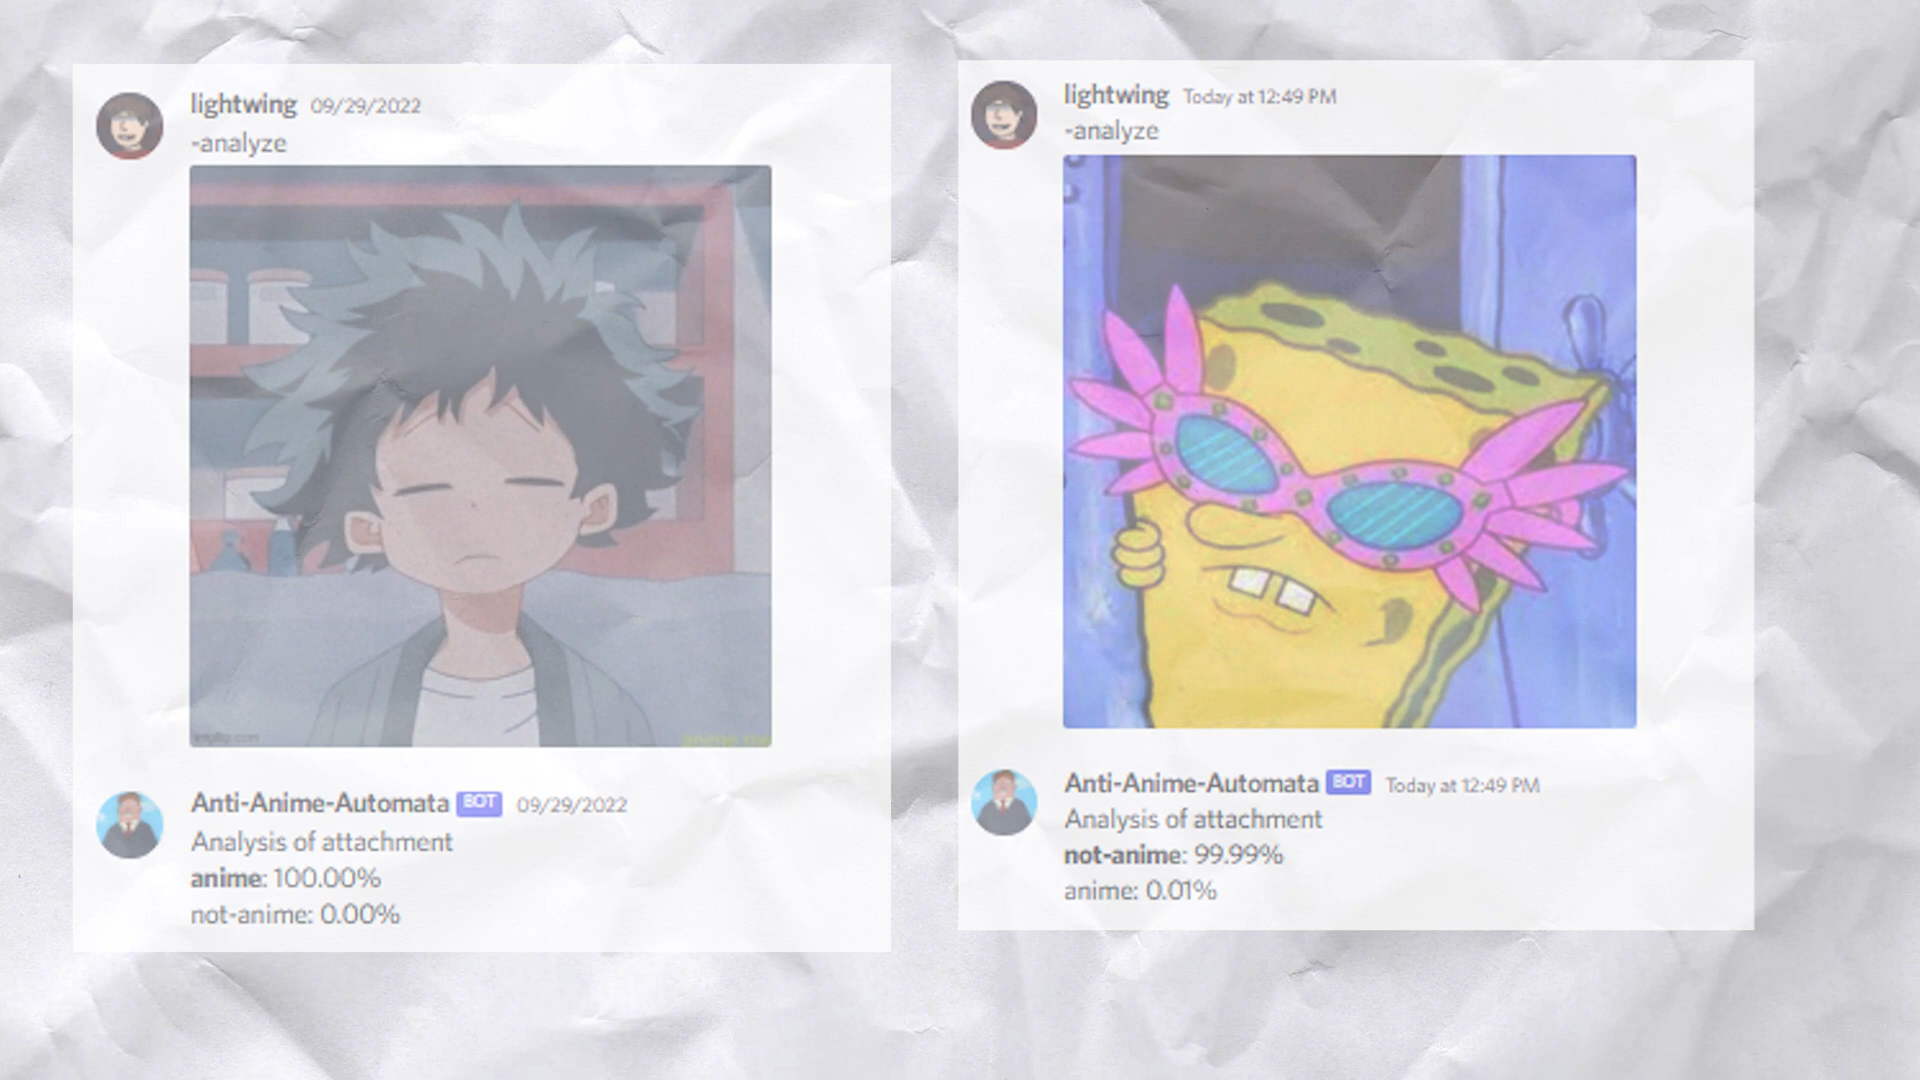 lightwing 09/29/2022
-analyze
imgflip.com
Anti-Anime-Automata BOT 09/29/2022
Analysis of attachment
anime: 100.00%
not-anime: 0.00%
lightwing Today at 12:49 PM
-analyze
Anti-Anime-Automata BOT Today at 12:49 PM
Analysis of attachment
not-anime: 99.99%
anime: 0.01%